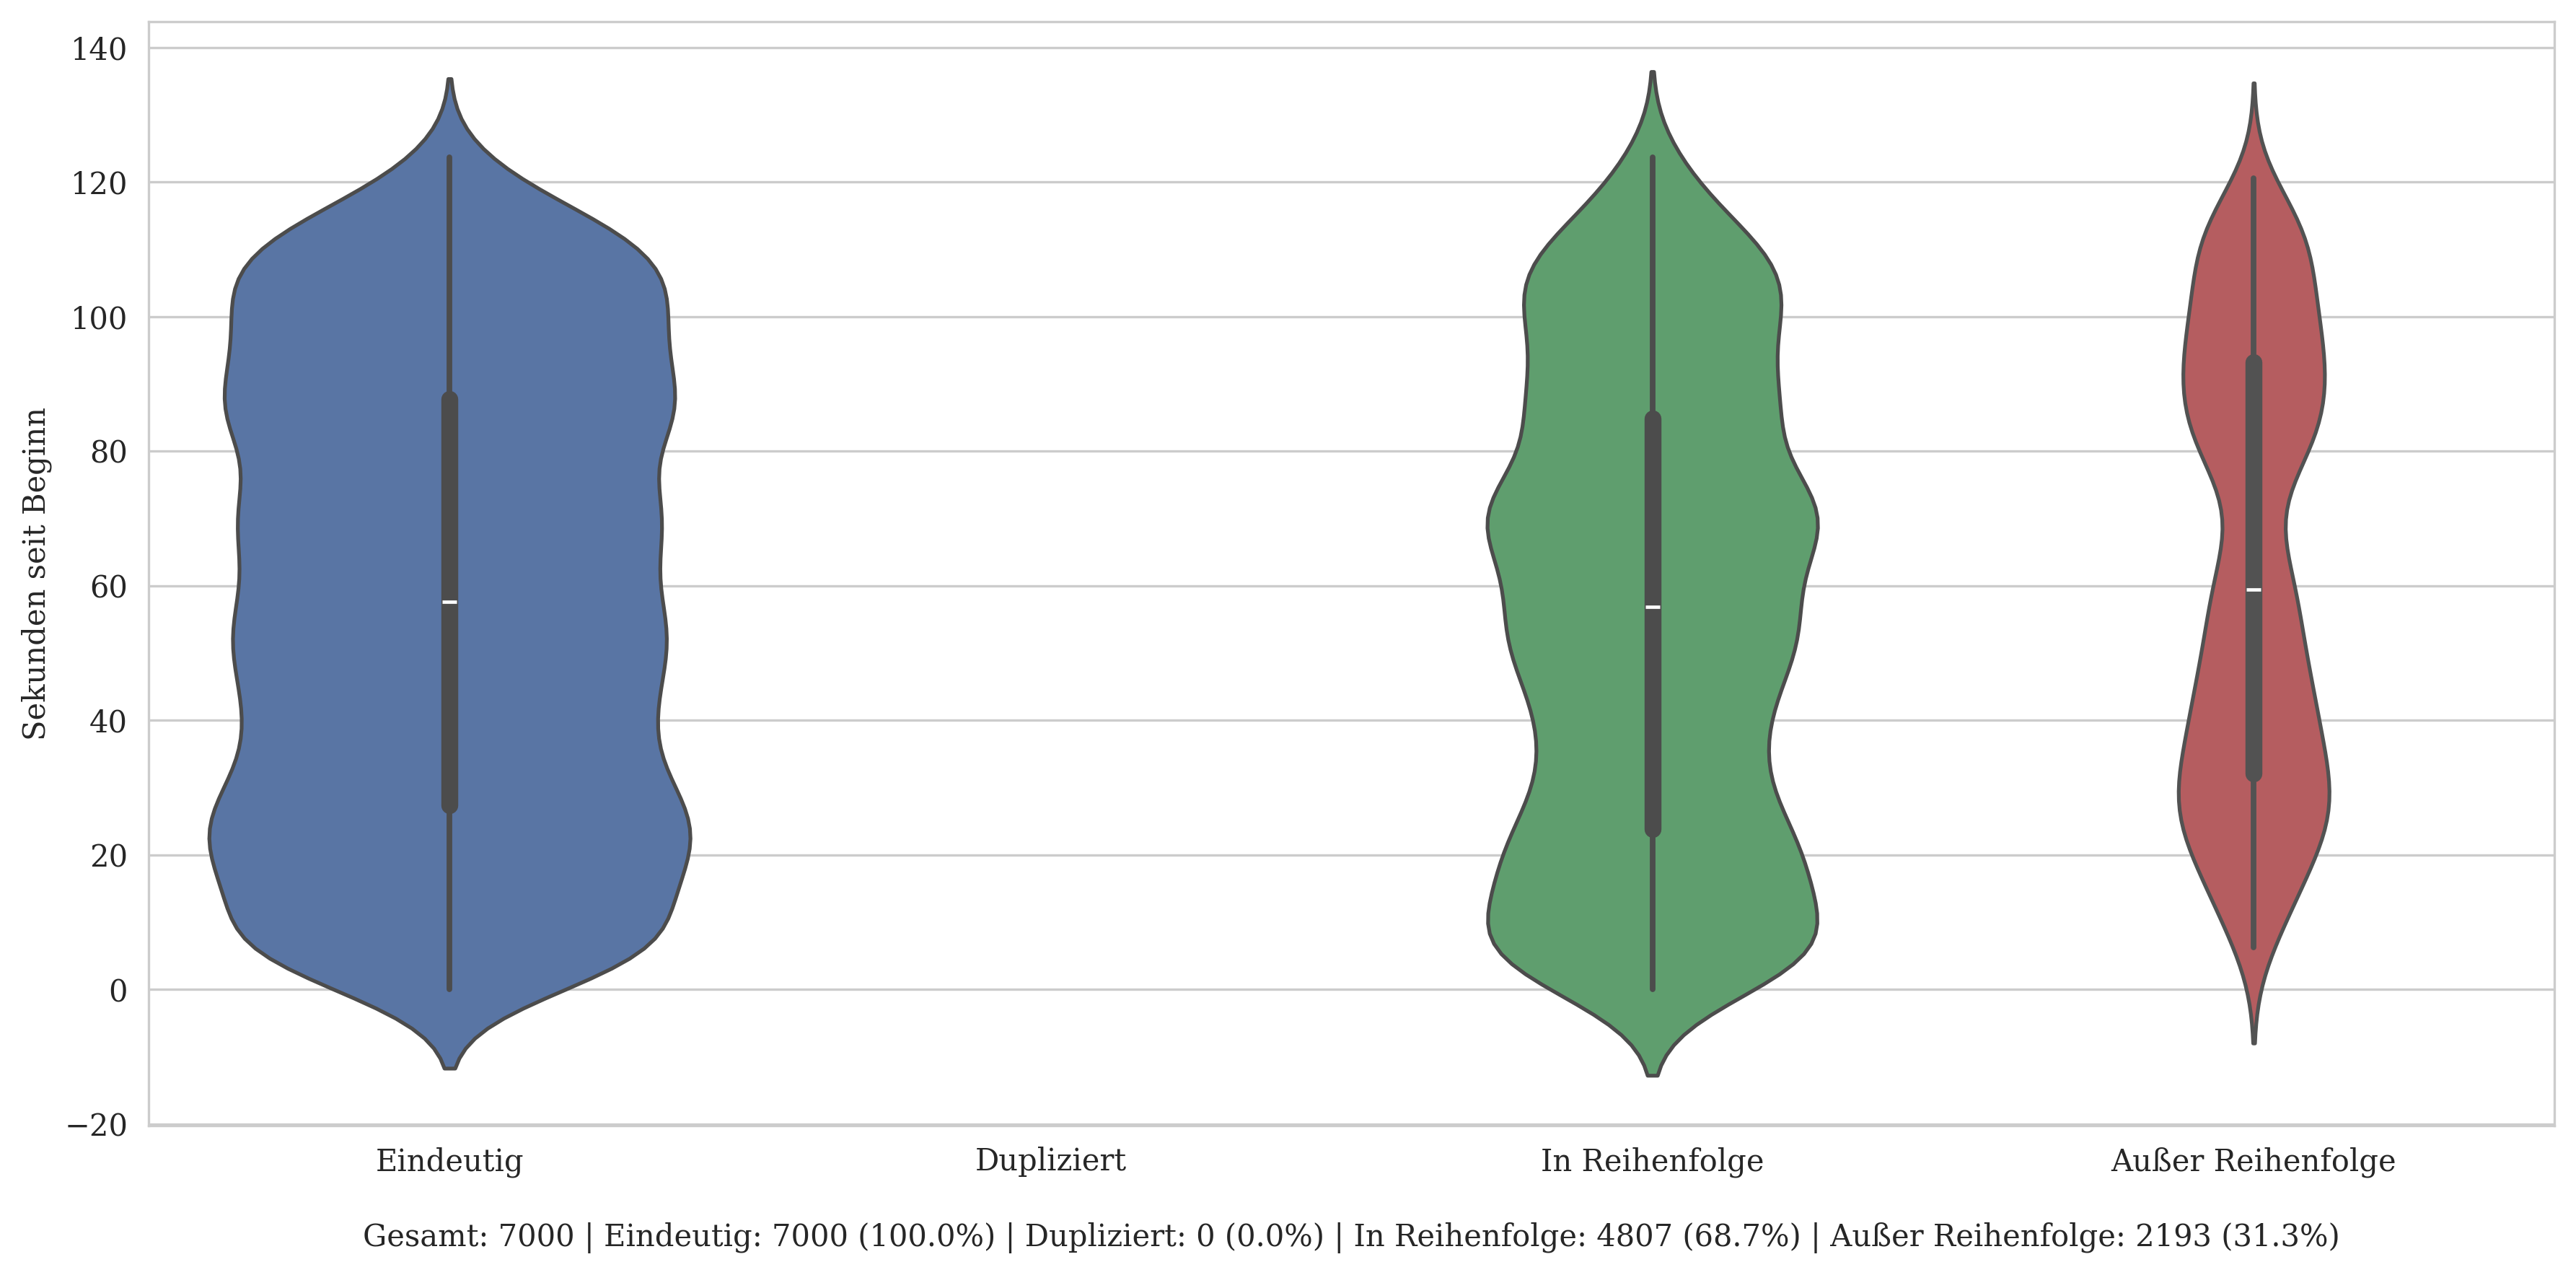 140
120
100
80
60
40
20
0
−20
Sekunden seit Beginn
Eindeutig
Dupliziert
In Reihenfolge
Außer Reihenfolge
Gesamt: 7000 | Eindeutig: 7000 (100.0%) | Dupliziert: 0 (0.0%) | In Reihenfolge: 4807 (68.7%) | Außer Reihenfolge: 2193 (31.3%)